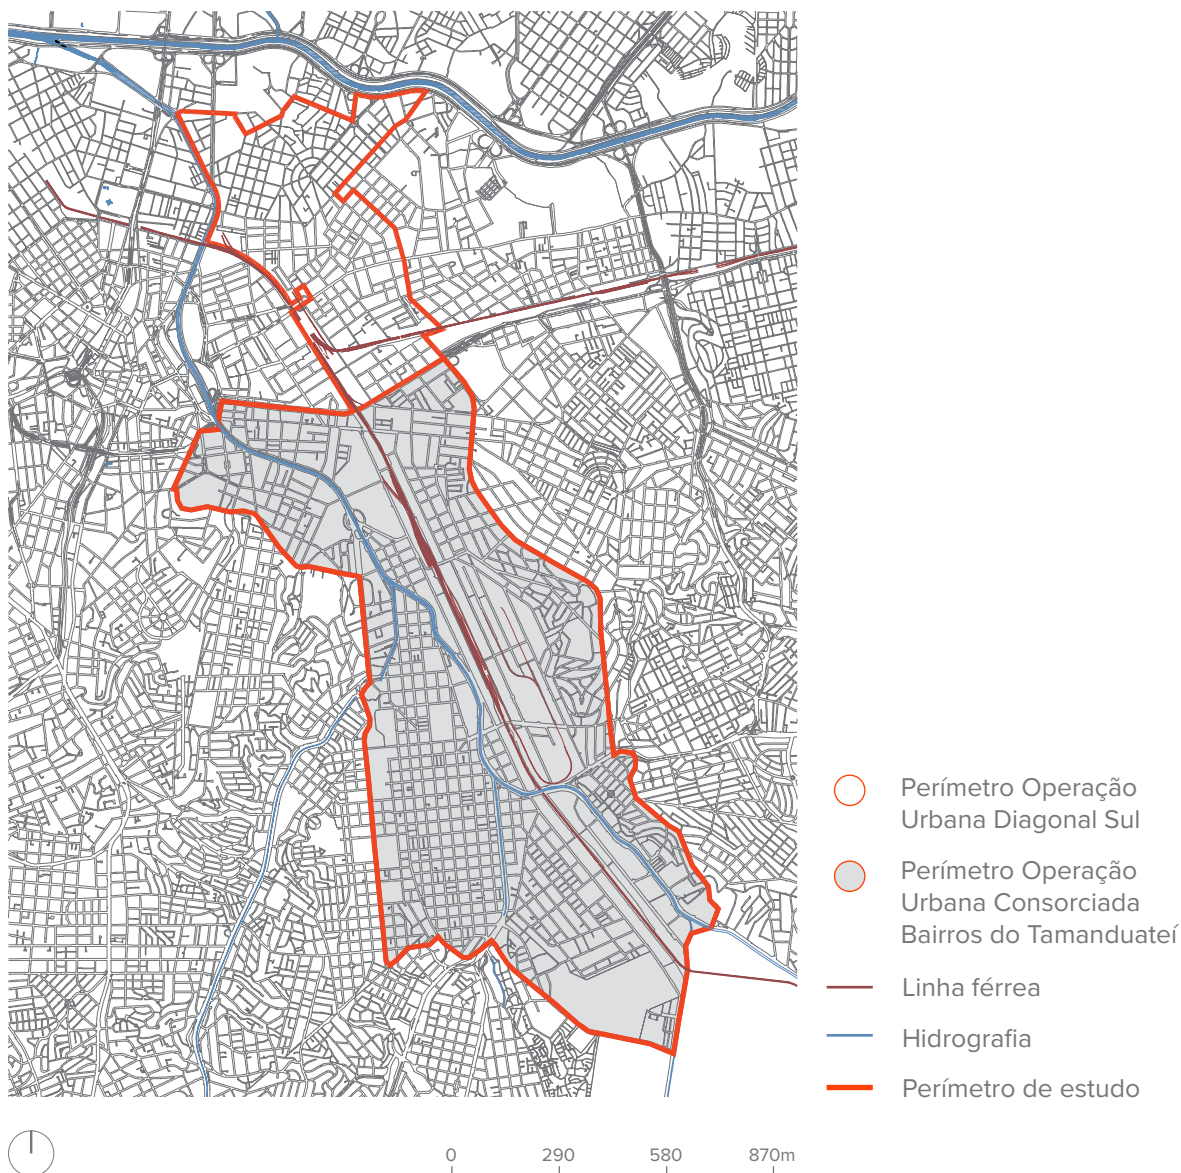 Perímetro Operação
Urbana Diagonal Sul
Perímetro Operação
Urbana Consorciada
Bairros do Tamanduateí
Linha férrea
Hidrografia
Perímetro de estudo
0 290 580 870m